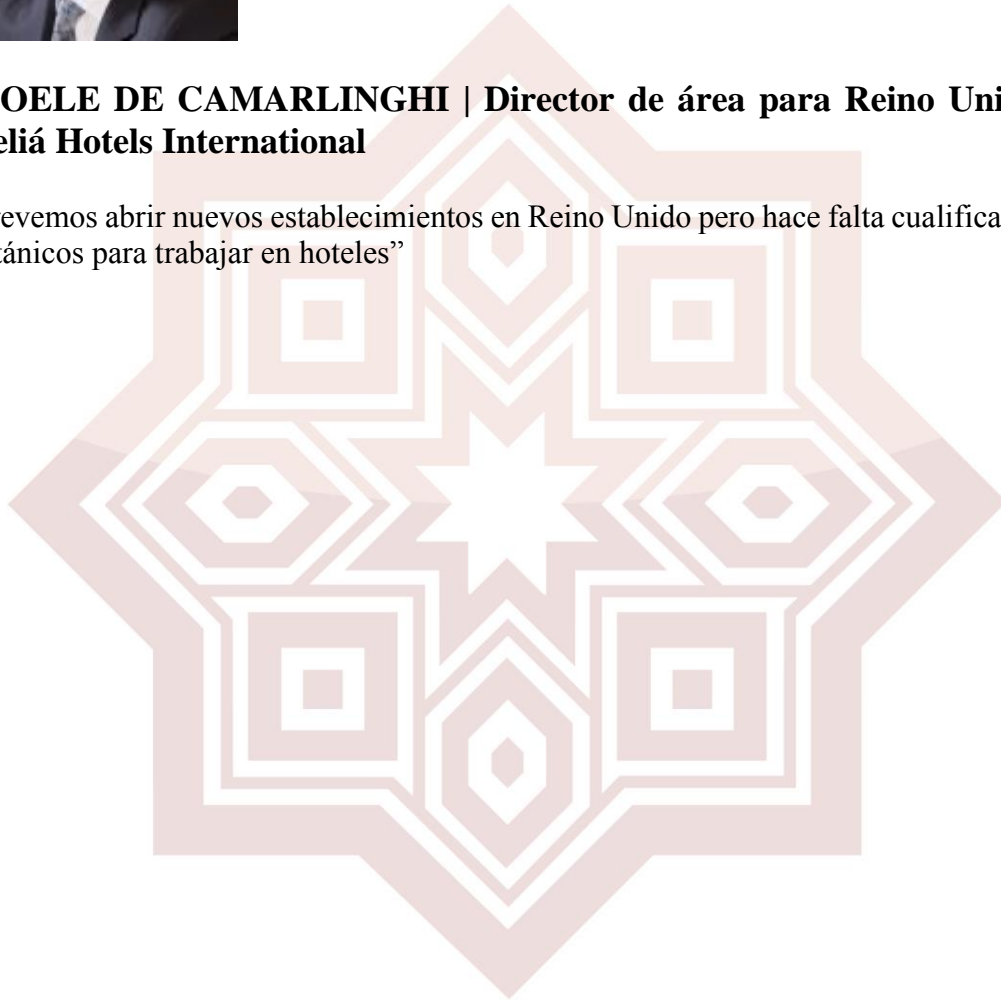 OELE DE CAMARLINGHI | Director de área para Reino Uni
eliá Hotels International
evemos abrir nuevos establecimientos en Reino Unido pero hace falta cualifica
tánicos para trabajar en hoteles”